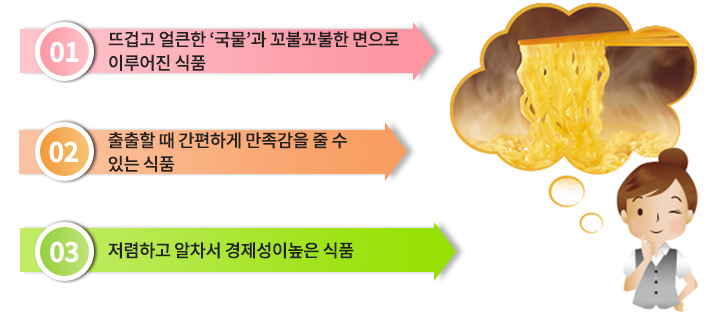 01
뜨겁고 얼큰한 ‘국물’과 꼬불꼬불한 면으로
이루어진 식품
02
출출할 때 간편하게 만족감을 줄 수
있는 식품
03
저렴하고 알차서 경제성이높은 식품